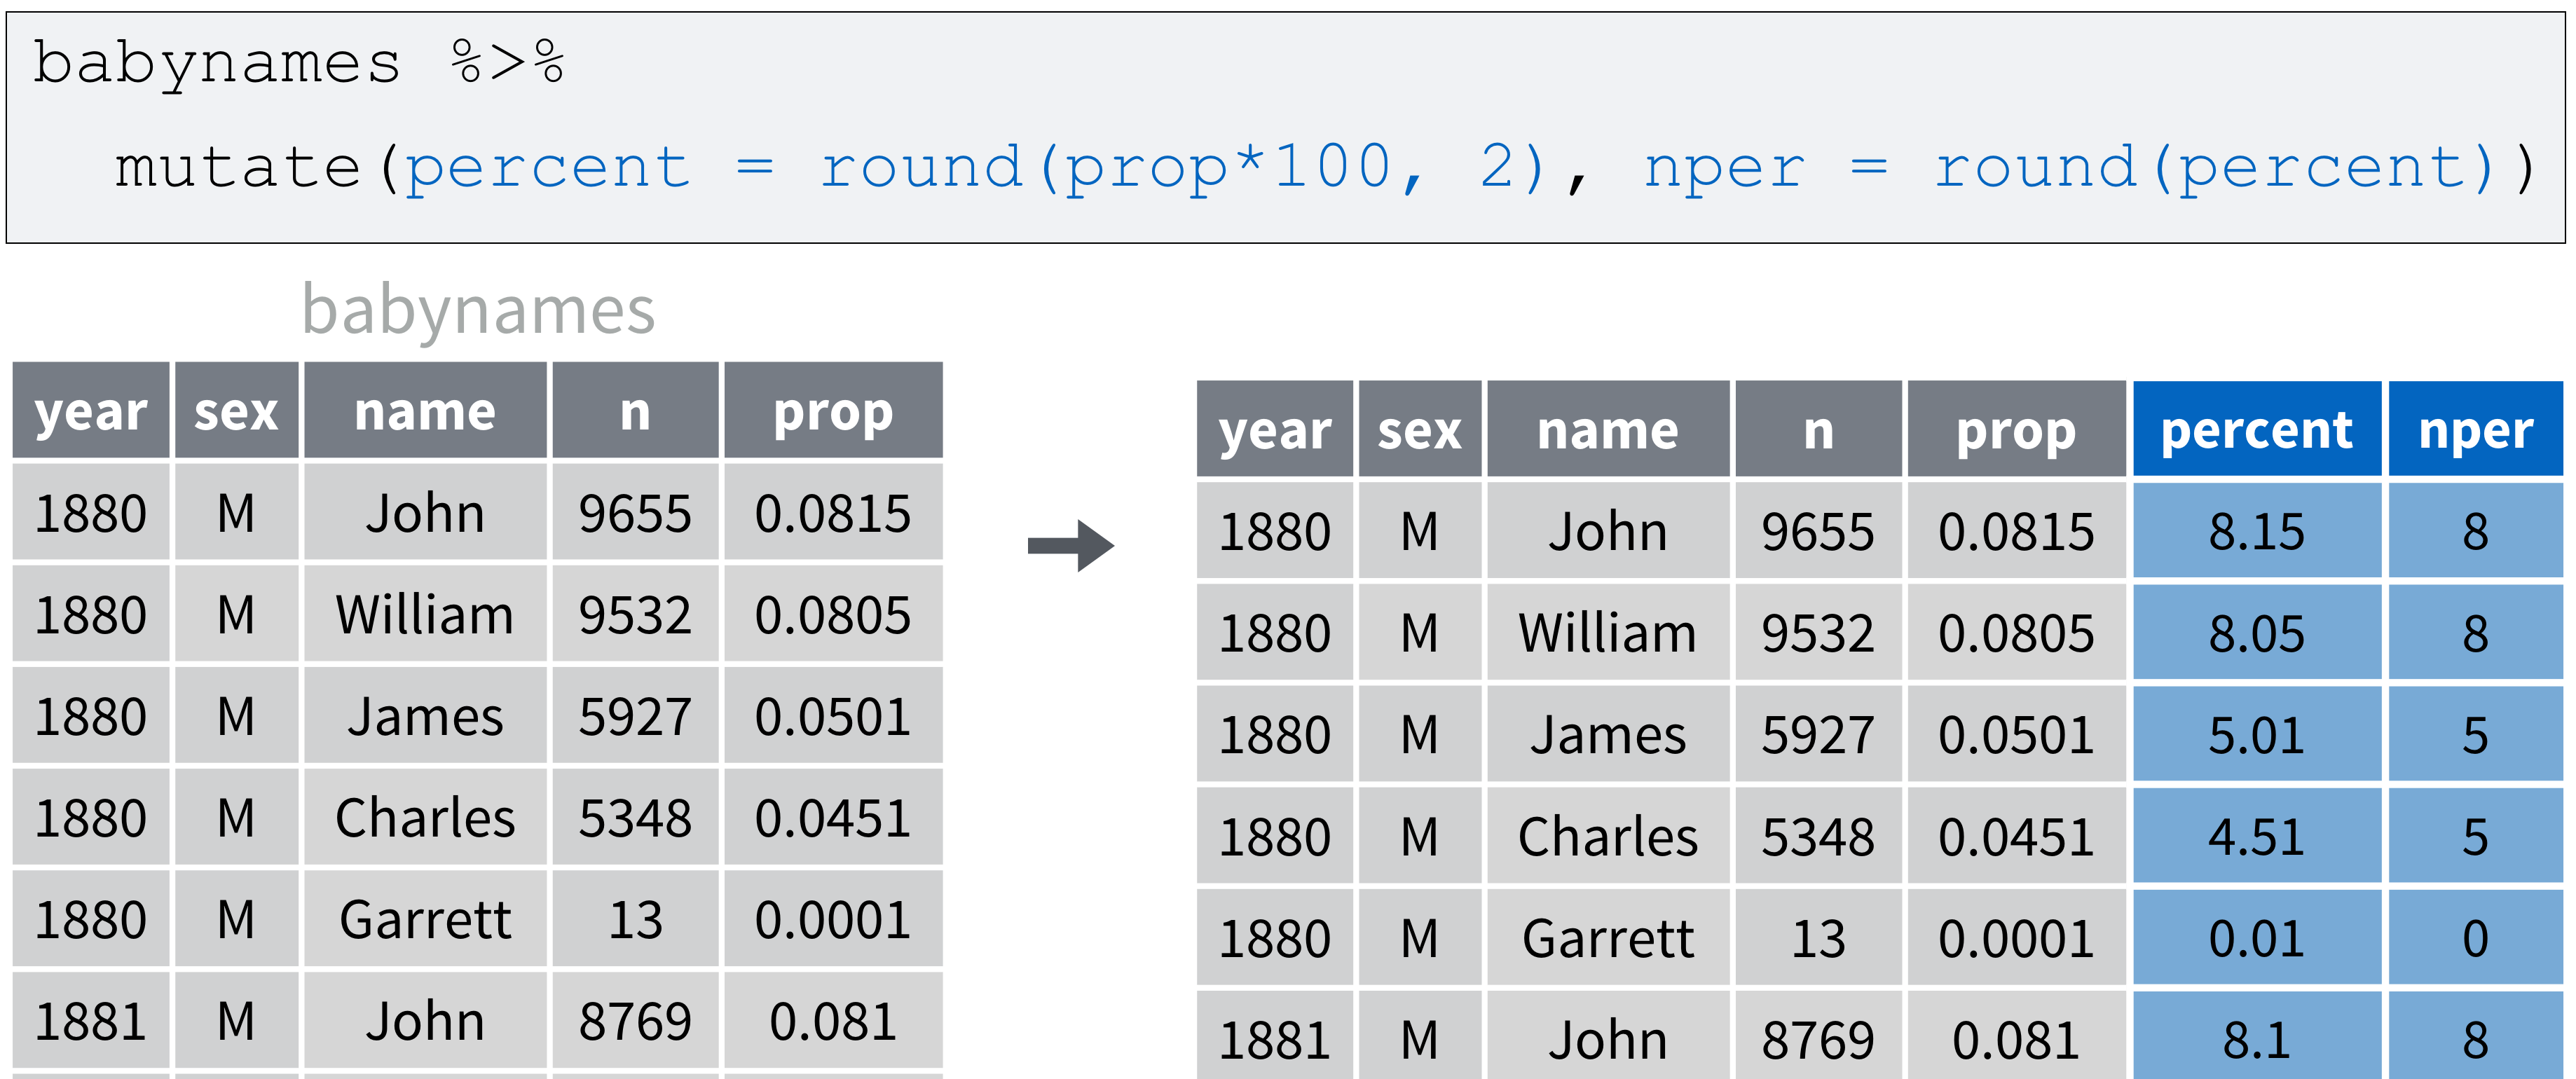 babynames %>%
mutate(percent = round(prop*100, 2), nper = round(percent))
babynames
year sex name n prop
1880 M John 9655 0.0815
1880 M William 9532 0.0805
1880 M James 5927 0.0501
1880 M Charles 5348 0.0451
1880 M Garrett 13 0.0001
1881 M John 8769 0.081
year sex name n prop percent nper
1880 M John 9655 0.0815 8.15 8
1880 M William 9532 0.0805 8.05 8
1880 M James 5927 0.0501 5.01 5
1880 M Charles 5348 0.0451 4.51 5
1880 M Garrett 13 0.0001 0.01 0
1881 M John 8769 0.081 8.1 8